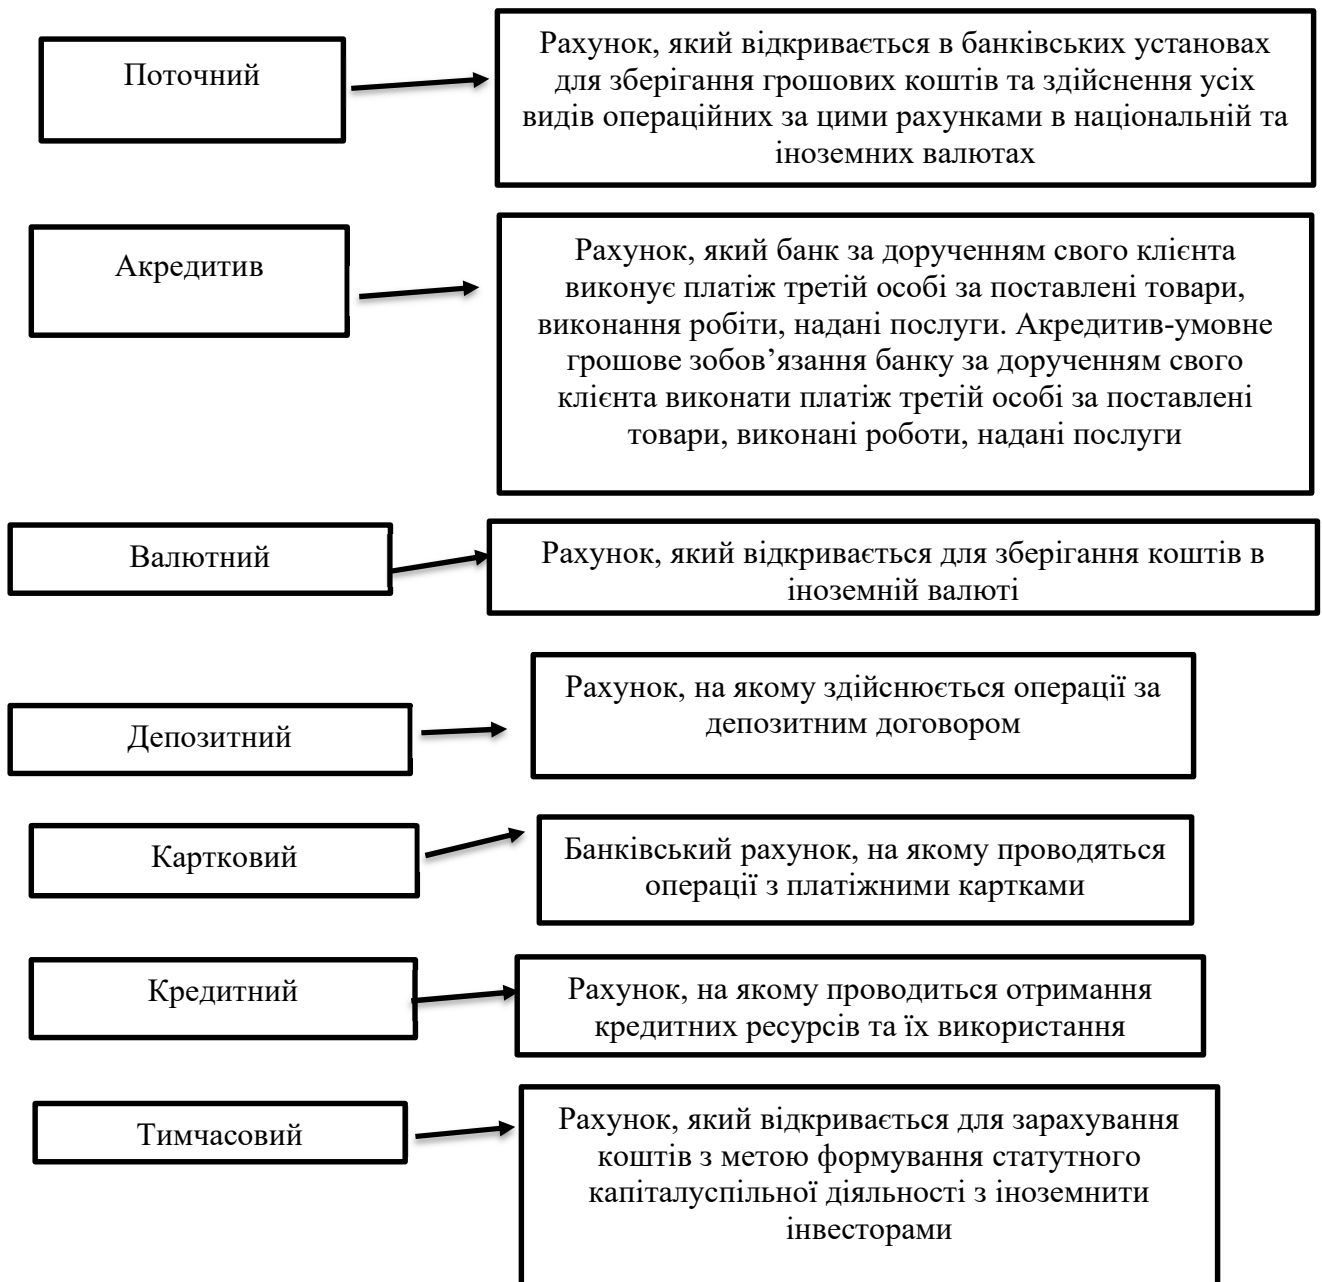 Поточний
Рахунок, який відкривається в банківських установах
для зберігання грошових коштів та здійснення усіх
видів операційних за цими рахунками в національній та
іноземних валютах
Акредитив
Рахунок, який банк за дорученням свого клієнта
виконує платіж третій особі за поставлені товари,
виконання робіти, надані послуги. Акредитив-умовне
грошове зобов’язання банку за дорученням свого
клієнта виконати платіж третій особі за поставлені
товари, виконані роботи, надані послуги
Валютний
Рахунок, який відкривається для зберігання коштів в
іноземній валюті
Депозитний
Рахунок, на якому здійснюється операції за
депозитним договором
Картковий
Банківський рахунок, на якому проводяться
операції з платіжними картками
Кредитний
Рахунок, на якому проводиться отримання
кредитних ресурсів та їх використання
Тимчасовий
Рахунок, який відкривається для зарахування
коштів з метою формування статутного
капіталуспільної діяльності з іноземнити
інвесторами